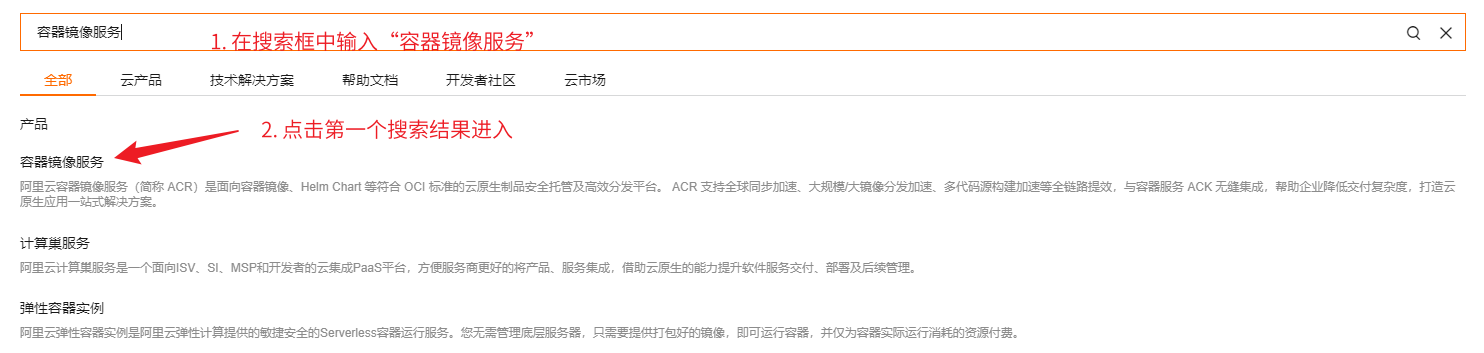 容器镜像服务
1. 在搜索框中输入“容器镜像服务”
全部 云产品 技术解决方案 帮助文档 开发者社区 云市场
产品
2. 点击第一个搜索结果进入
容器镜像服务
阿里云容器镜像服务（简称 ACR）是面向容器镜像、Helm Chart 等符合 OCI 标准的云原生制品安全托管及高效分发平台。 ACR 支持全球同步加速、大规模/大镜像分发加速、多代码源构建加速等全链路提效，与容器服务 ACK 无缝集成，帮助企业降低交付复杂度，打造云
原生应用一站式解决方案。
计算巢服务
阿里云计算巢服务是一个面向ISV、SI、MSP和开发者的云集成PaaS平台，方便服务商更好的将产品、服务集成，借助云原生的能力提升软件服务交付、部署及后续管理。
弹性容器实例
阿里云弹性容器实例是阿里云弹性计算提供的敏捷安全的Serverless容器运行服务。您无需管理底层服务器，只需要提供打包好的镜像，即可运行容器，并仅为容器实际运行消耗的资源付费。